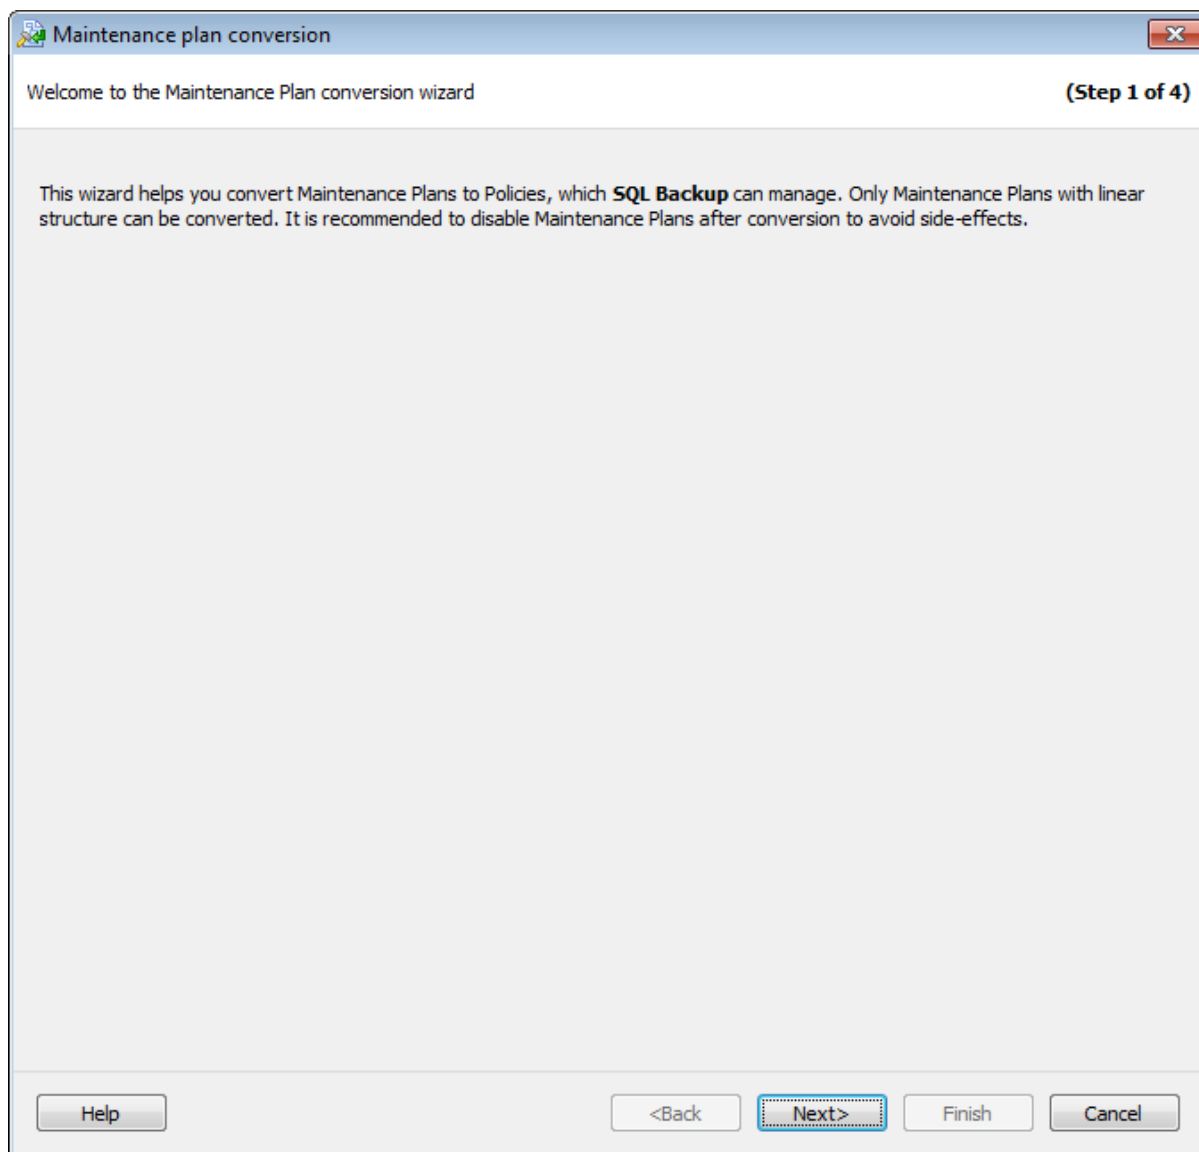 Maintenance plan conversion
Welcome to the Maintenance Plan conversion wizard
(Step 1 of 4)
This wizard helps you convert Maintenance Plans to Policies, which SQL Backup can manage. Only Maintenance Plans with linear
structure can be converted. It is recommended to disable Maintenance Plans after conversion to avoid side-effects.
Help
<Back
Next>
Finish
Cancel